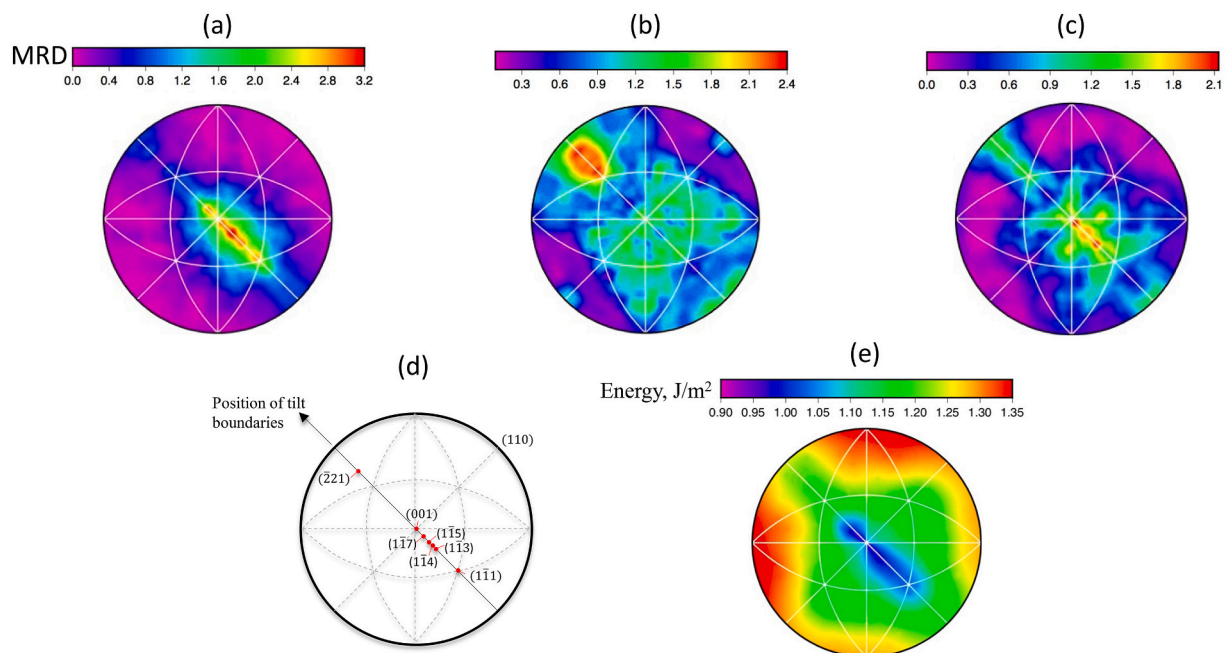 (a)
(b)
(c)
MRD
0.0 0.4 0.8 1.2 1.6 2.0 2.4 2.8 3.2
0.3 0.6 0.9 1.2 1.5 1.8 2.1 2.4
0.0 0.3 0.6 0.9 1.2 1.5 1.8 2.1
(d)
(e)
Energy, J/m²
0.90 0.95 1.00 1.05 1.10 1.15 1.20 1.25 1.30 1.35
Position of tilt
boundaries
(110)
(2̅21)
(001)
(11̅7)
(11̅5)
(11̅4)
(11̅3)
(11̅1)